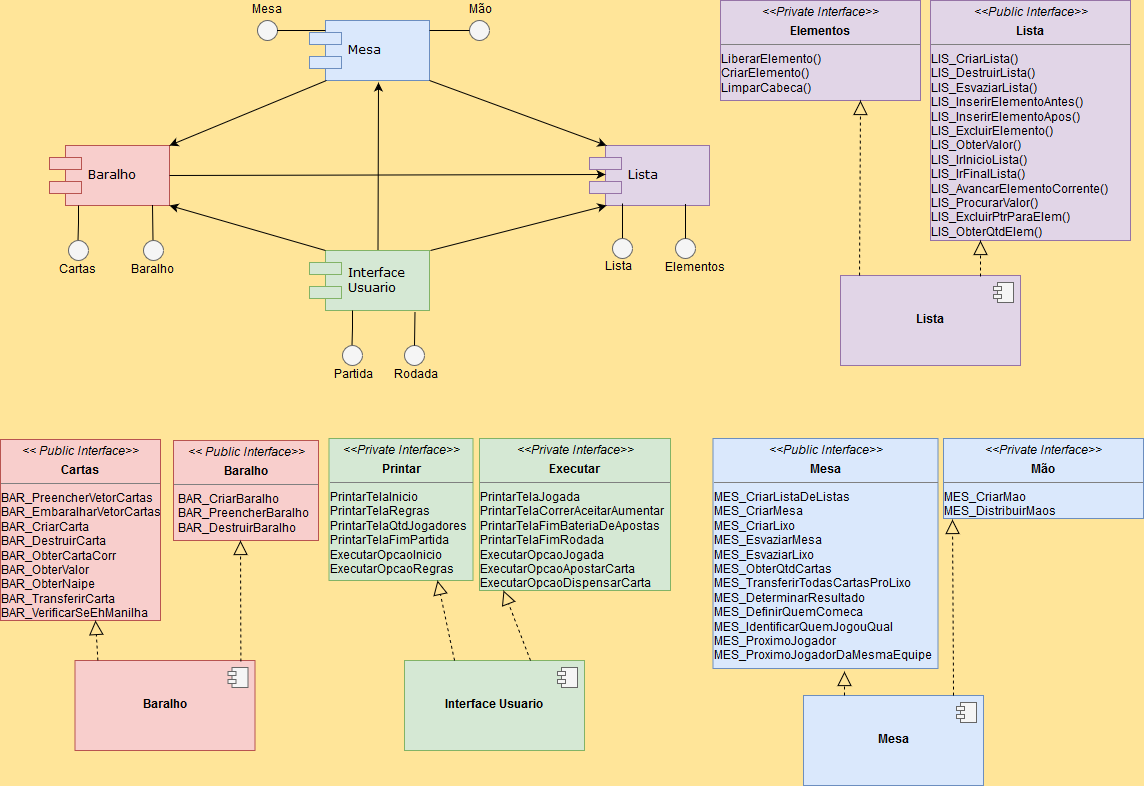 Mesa
Mão
Mesa
Baralho
Lista
Cartas
Baralho
Lista
Elementos
Interface
Usuario
Partida
Rodada
<<Private Interface>>
Elementos
LiberarElemento()
CriarElemento()
LimparCabeca()
<<Public Interface>>
Lista
LIS_CriarLista()
LIS_DestruirLista()
LIS_EsvaziarLista()
LIS_InserirElementoAntes()
LIS_InserirElementoApos()
LIS_ExcluirElemento()
LIS_ObterValor()
LIS_IrInicioLista()
LIS_IrFinalLista()
LIS_AvancarElementoCorrente()
LIS_ProcurarValor()
LIS_ExcluirPtrParaElem()
LIS_ObterQtdElem()
Lista
<< Public Interface>>
Cartas
BAR_PreencherVetorCartas
BAR_EmbaralharVetorCartas
BAR_CriarCarta
BAR_DestruirCarta
BAR_ObterCartaCorr
BAR_ObterValor
BAR_ObterNaipe
BAR_TransferirCarta
BAR_VerificarSeEhManilha
<< Public Interface>>
Baralho
BAR_CriarBaralho
BAR_PreencherBaralho
BAR_DestruirBaralho
Baralho
<<Private Interface>>
Printar
PrintarTelaInicio
PrintarTelaRegras
PrintarTelaQtdJogadores
PrintarTelaFimPartida
ExecutarOpcaoInicio
ExecutarOpcaoRegras
<<Private Interface>>
Executar
PrintarTelaJogada
PrintarTelaCorrerAceitarAumentar
PrintarTelaFimBateriaDeApostas
PrintarTelaFimRodada
ExecutarOpcaoJogada
ExecutarOpcaoApostarCarta
ExecutarOpcaoDispensarCarta
Interface Usuario
<<Public Interface>>
Mesa
MES_CriarListaDeListas
MES_CriarMesa
MES_CriarLixo
MES_EsvaziarMesa
MES_EsvaziarLixo
MES_ObterQtdCartas
MES_TransferirTodasCartasProLixo
MES_DeterminarResultado
MES_DefinirQuemComeca
MES_IdentificarQuemJogouQual
MES_ProximoJogador
MES_ProximoJogadorDaMesmaEquipe
<<Private Interface>>
Mão
MES_CriarMao
MES_DistribuirMaos
Mesa